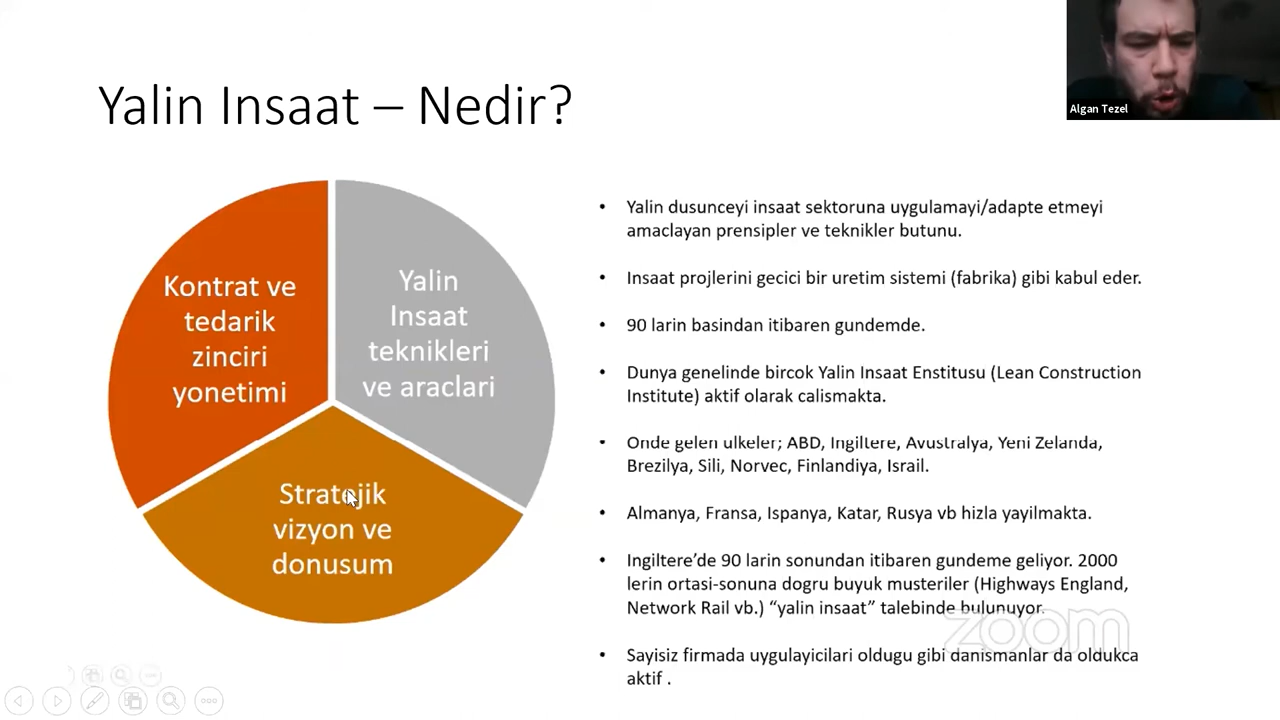 Yalin Insaat – Nedir?
Algan Tezel
Kontrat ve
tedarik
zinciri
yonetimi
Yalin
Insaat
teknikleri
ve araclari
Stratejik
vizyon ve
donusum
• Yalin dusunceyi insaat sektoruna uygulamayi/adapte etmeyi
amaclayan prensipler ve teknikler butunu.
• Insaat projlerini gecici bir uretim sistemi (fabrika) gibi kabul eder.
• 90 larin basindan itibaren gundemde.
• Dunya genelinde bircok Yalin Insaat Enstitusu (Lean Construction
Institute) aktif olarak calismakta.
• Onde gelen ulkeler; ABD, Ingiltere, Avustralya, Yeni Zelanda,
Brezilya, Sili, Norvec, Finlandiya, Israil.
• Almanya, Fransa, Ispanya, Katar, Rusya vb hizla yayilmakta.
• Ingiltere’de 90 larin sonundan itibaren gundeme geliyor. 2000
lerin ortasi-sonuna dogru buyuk musteriler (Highways England,
Network Rail vb.) “yalin insaat” talebinde bulunuyor.
• Sayisiz firmada uygulayicilari oldugu gibi danismanlar da oldukca
aktif .
zoom